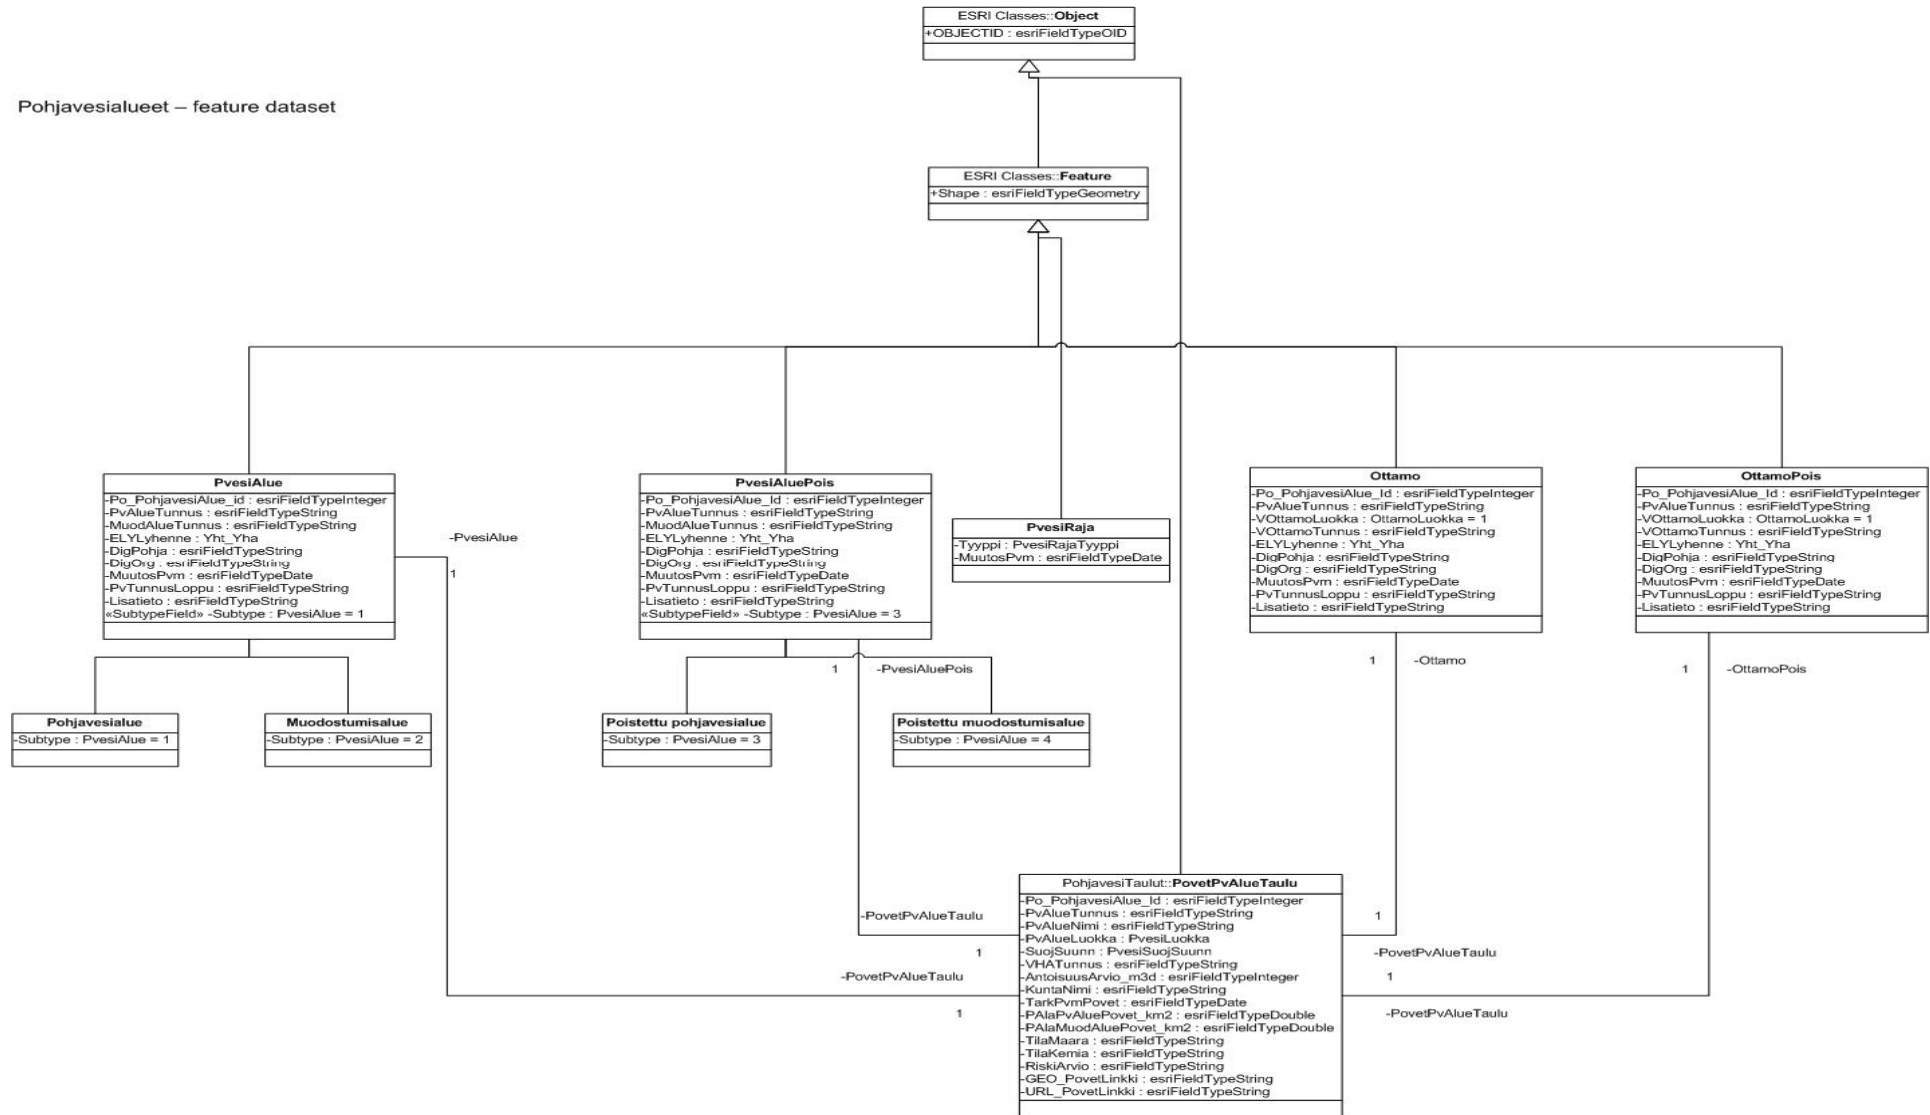 ESRI Classes::Object
+OBJECTID : esriFieldTypeOID
Pohjavesialueet – feature dataset
ESRI Classes::Feature
+Shape : esriFieldTypeGeometry
PvesiAlue
-Po_PohjavesiAlue_id : esriFieldTypeInteger
-PvAlueTunnus : esriFieldTypeString
-MuodAlueTunnus : esriFieldTypeString
-ELYLyhenne : Yht_Yha
-DigPohja : esriFieldTypeString
-DigOrg : esriFieldTypeString
-MuutosPvm : esriFieldTypeDate
-PvTunnusLoppu : esriFieldTypeString
-Lisatieto : esriFieldTypeString
«SubtypeField» -Subtype : PvesiAlue = 1
-PvesiAlue
1
PvesiAluePois
-Po_PohjavesiAlue_Id : esriFieldTypeInteger
-PvAlueTunnus : esriFieldTypeString
-MuodAlueTunnus : esriFieldTypeString
-ELYLyhenne : Yht_Yha
-DigPohja : esriFieldTypeString
-DigOrg : esriFieldTypeString
-MuutosPvm : esriFieldTypeDate
-PvTunnusLoppu : esriFieldTypeString
-Lisatieto : esriFieldTypeString
«SubtypeField» -Subtype : PvesiAlue = 3
PvesiRaja
-Tyyppi : PvesiRajaTyyppi
-MuutosPvm : esriFieldTypeDate
Ottamo
-Po_PohjavesiAlue_Id : esriFieldTypeInteger
-PvAlueTunnus : esriFieldTypeString
-VOttamoLuokka : OttamoLuokka = 1
-VOttamoTunnus : esriFieldTypeString
-ELYLyhenne : Yht_Yha
-DigPohja : esriFieldTypeString
-DigOrg : esriFieldTypeString
-MuutosPvm : esriFieldTypeDate
-PvTunnusLoppu : esriFieldTypeString
-Lisatieto : esriFieldTypeString
OttamoPois
-Po_PohjavesiAlue_Id : esriFieldTypeInteger
-PvAlueTunnus : esriFieldTypeString
-VOttamoLuokka : OttamoLuokka = 1
-VOttamoTunnus : esriFieldTypeString
-ELYLyhenne : Yht_Yha
-DigPohja : esriFieldTypeString
-DigOrg : esriFieldTypeString
-MuutosPvm : esriFieldTypeDate
-PvTunnusLoppu : esriFieldTypeString
-Lisatieto : esriFieldTypeString
1 -PvesiAluePois
1 -Ottamo
1 -OttamoPois
Pohjavesialue
-Subtype : PvesiAlue = 1
Muodostumisalue
-Subtype : PvesiAlue = 2
Poistettu pohjavesialue
-Subtype : PvesiAlue = 3
Poistettu muodostumisalue
-Subtype : PvesiAlue = 4
PohjavesiTaulut::PovetPvAlueTaulu
-Po_PohjavesiAlue_Id : esriFieldTypeInteger
-PvAlueTunnus : esriFieldTypeString
-PvAlueNimi : esriFieldTypeString
-PvAlueLuokka : PvesiLuokka
-SuojSuunn : PvesiSuojSuunn
-VHATunnus : esriFieldTypeString
-AntoisuusArvio_m3d : esriFieldTypeInteger
-KuntaNimi : esriFieldTypeString
-TarkPvmPovet : esriFieldTypeDate
-PAlaPvAluePovet_km2 : esriFieldTypeDouble
-PAlaMuodAluePovet_km2 : esriFieldTypeDouble
-TilaMaara : esriFieldTypeString
-TilaKemia : esriFieldTypeString
-RiskiArvio : esriFieldTypeString
-GEO_PovetLinkki : esriFieldTypeString
-URL_PovetLinkki : esriFieldTypeString
-PovetPvAlueTaulu
1
-PovetPvAlueTaulu
1
1
-PovetPvAlueTaulu
1
-PovetPvAlueTaulu